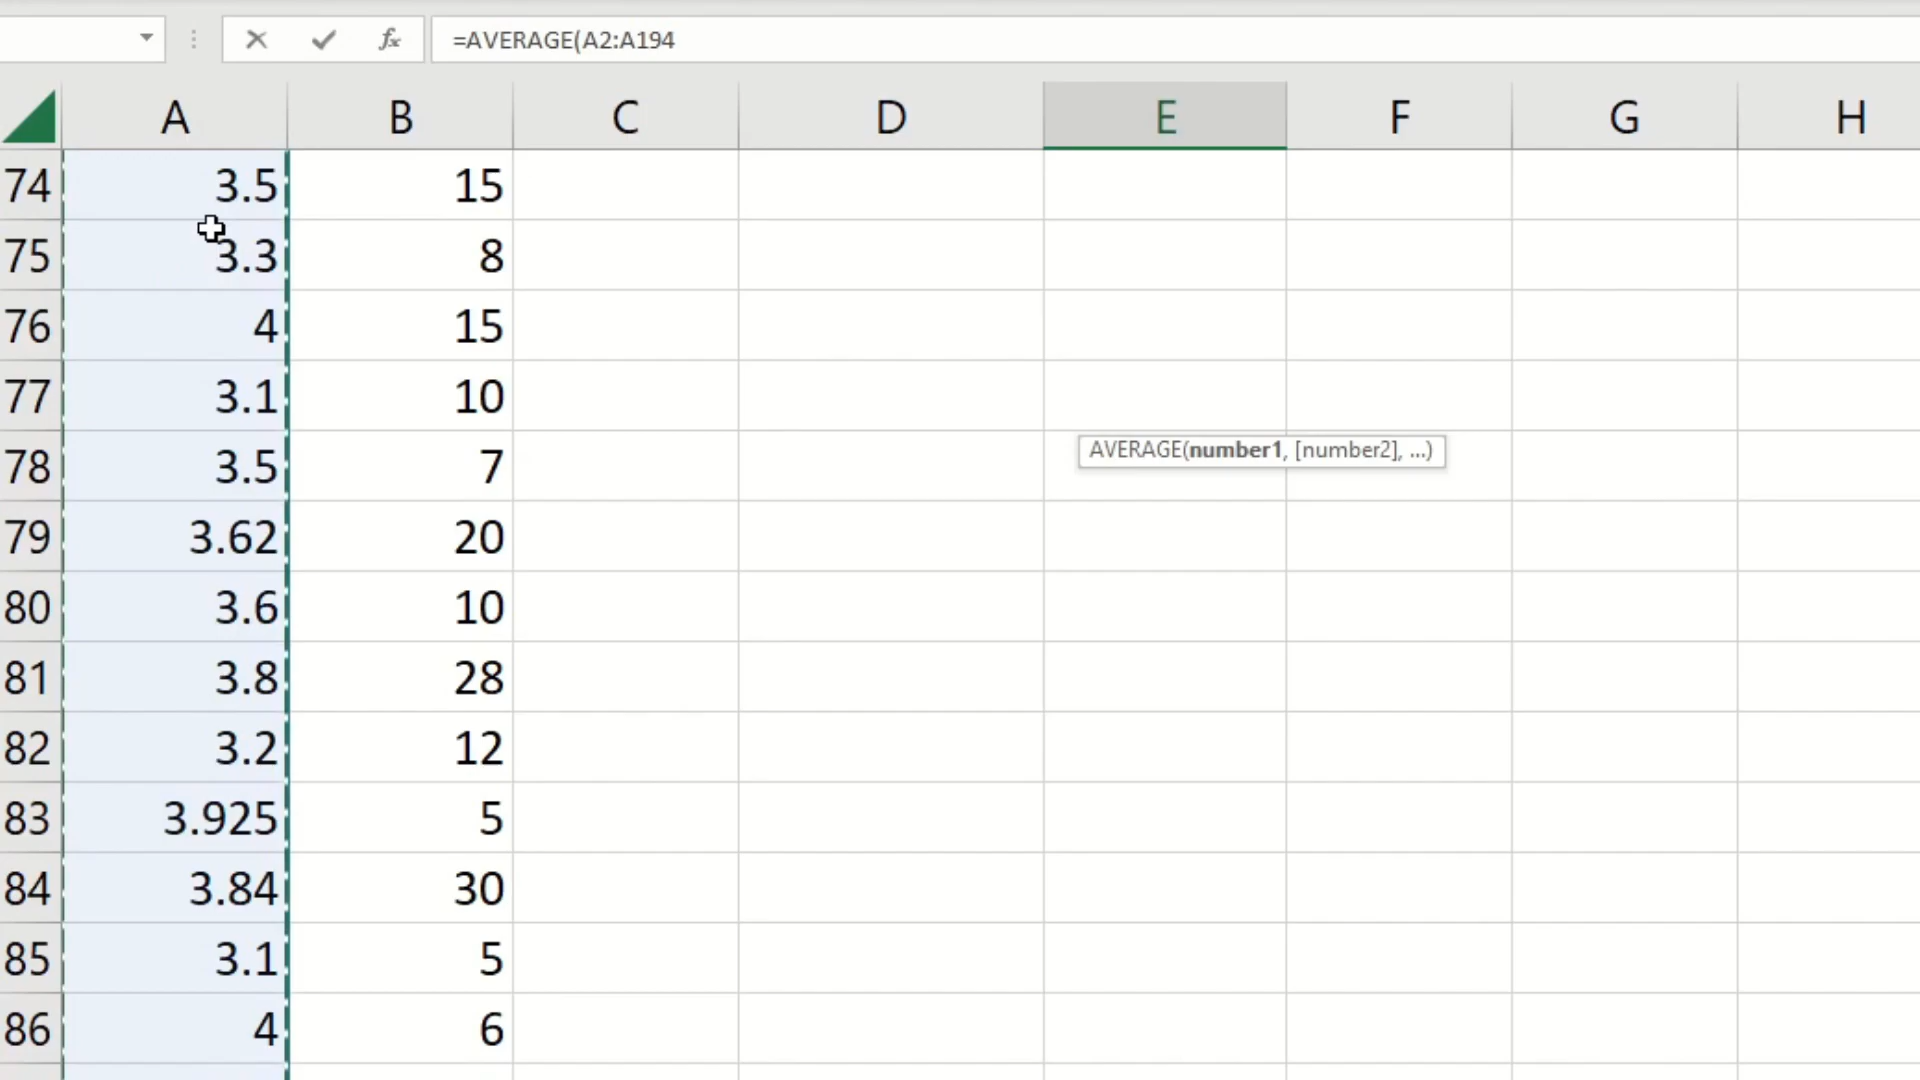 =AVERAGE(A2:A194
A B C D E F G H
74 3.5 15
75 3.3 8
76 4 15
77 3.1 10
78 3.5 7
AVERAGE(number1, [number2], ...)
79 3.62 20
80 3.6 10
81 3.8 28
82 3.2 12
83 3.925 5
84 3.84 30
85 3.1 5
86 4 6